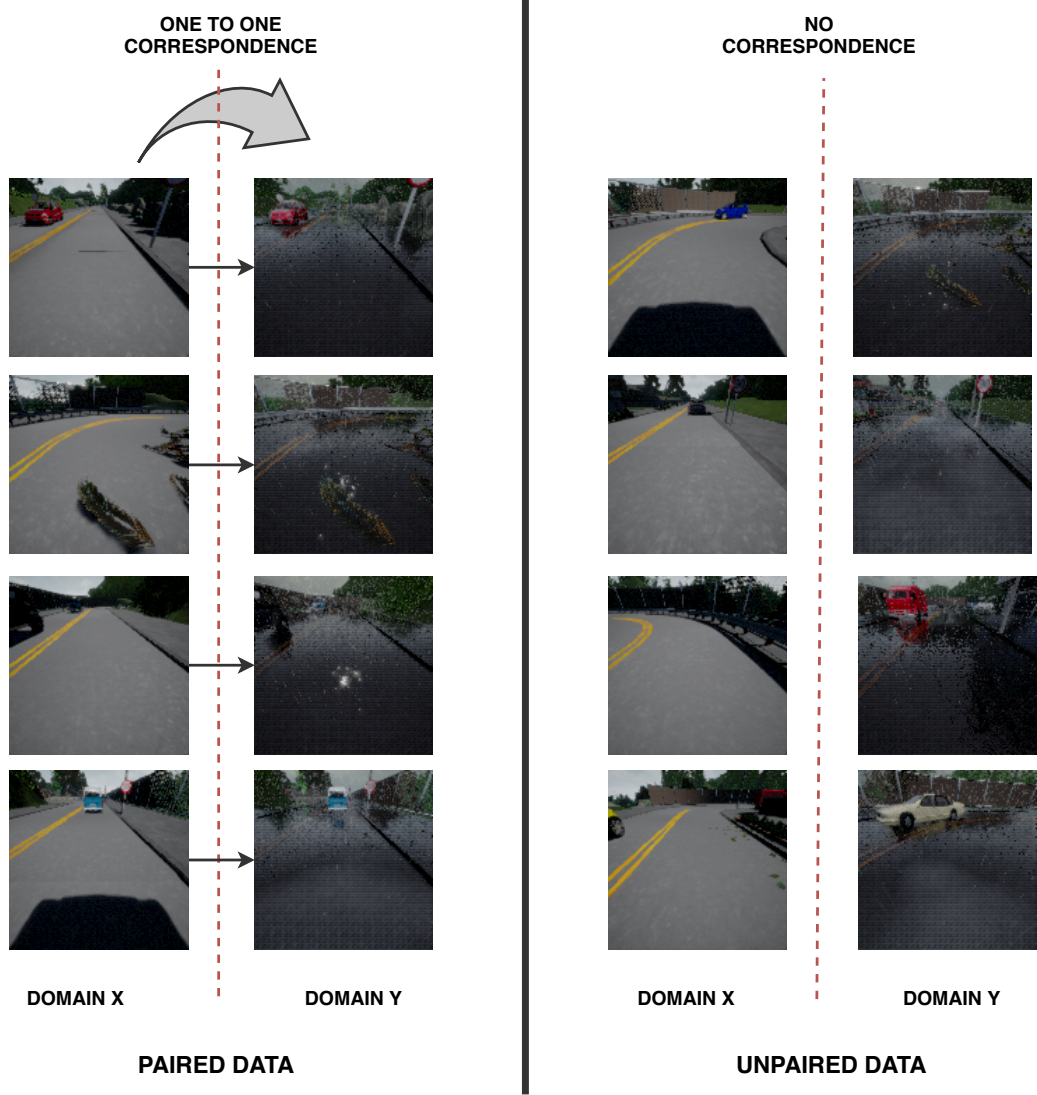 ONE TO ONE
CORRESPONDENCE
NO
CORRESPONDENCE
DOMAIN X
DOMAIN Y
DOMAIN X
DOMAIN Y
PAIRED DATA
UNPAIRED DATA